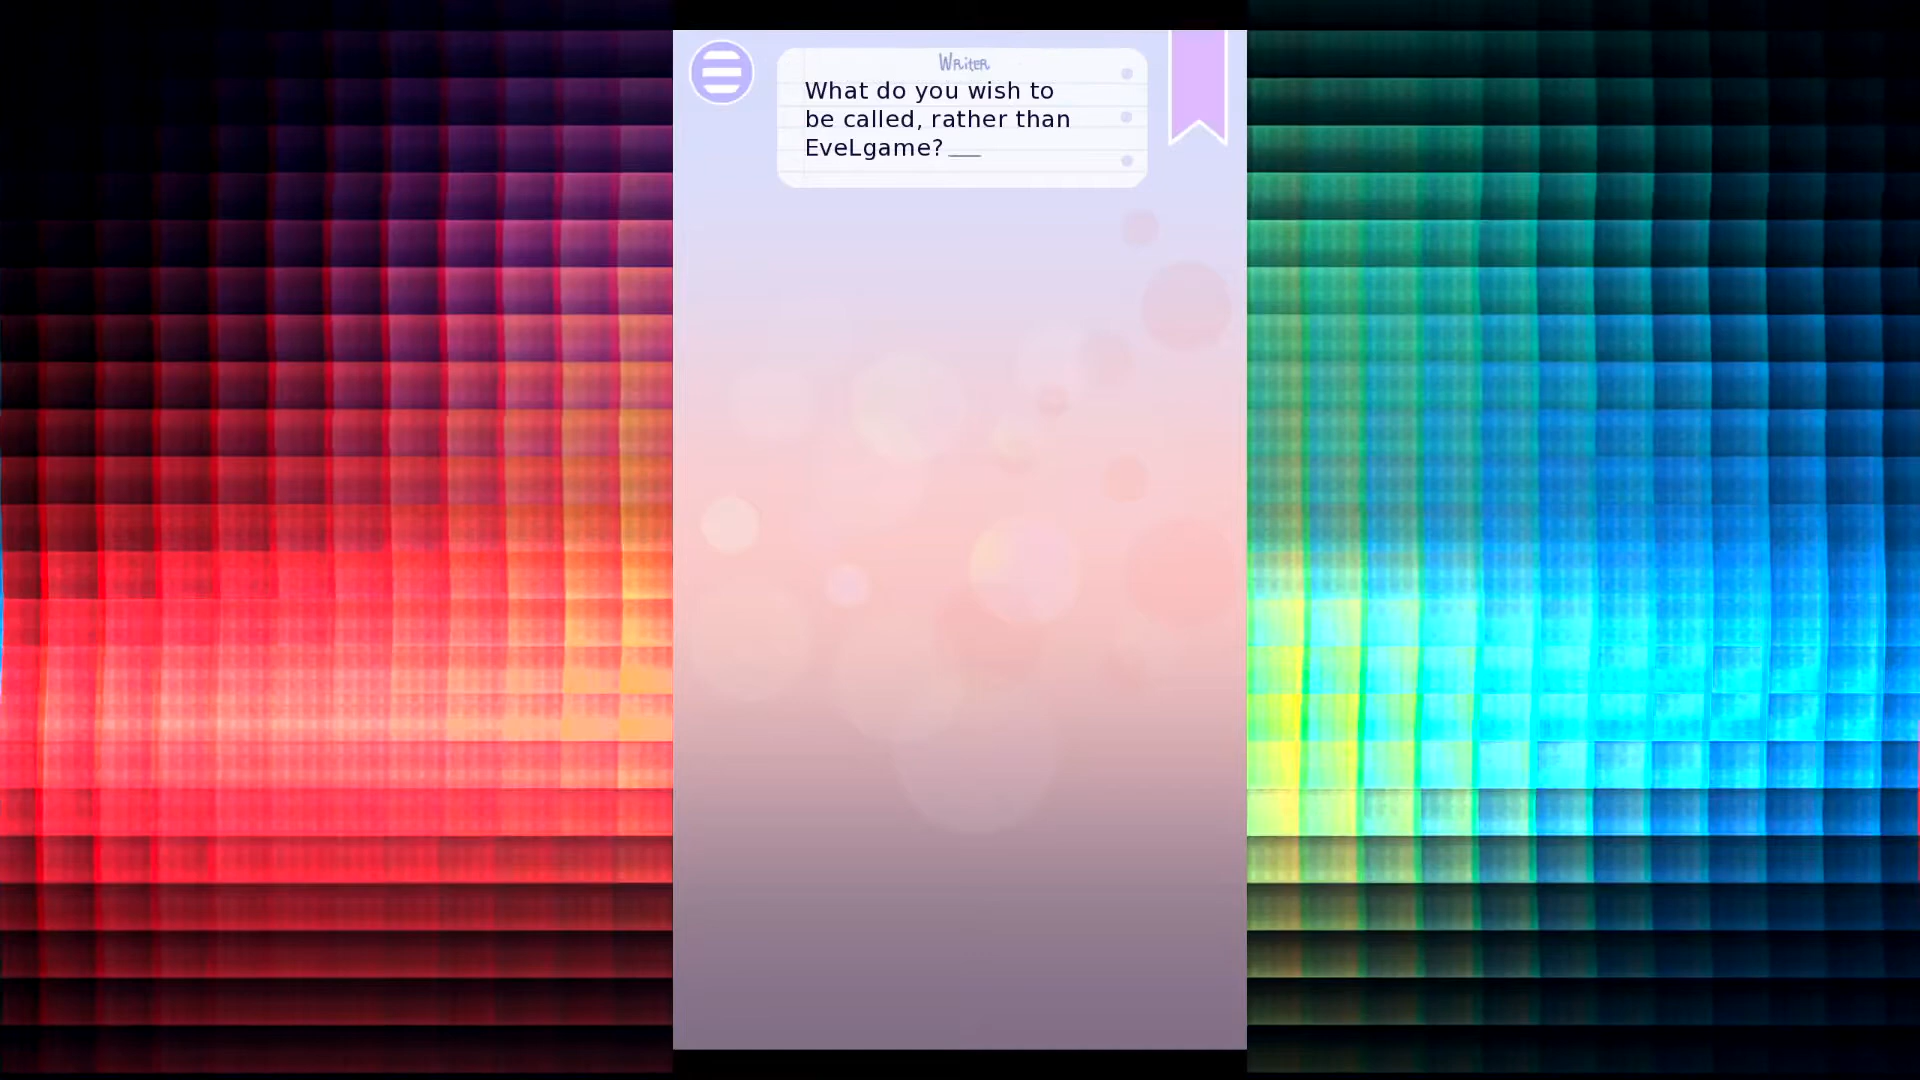 Writer
What do you wish to
be called, rather than
EveLgame? ___